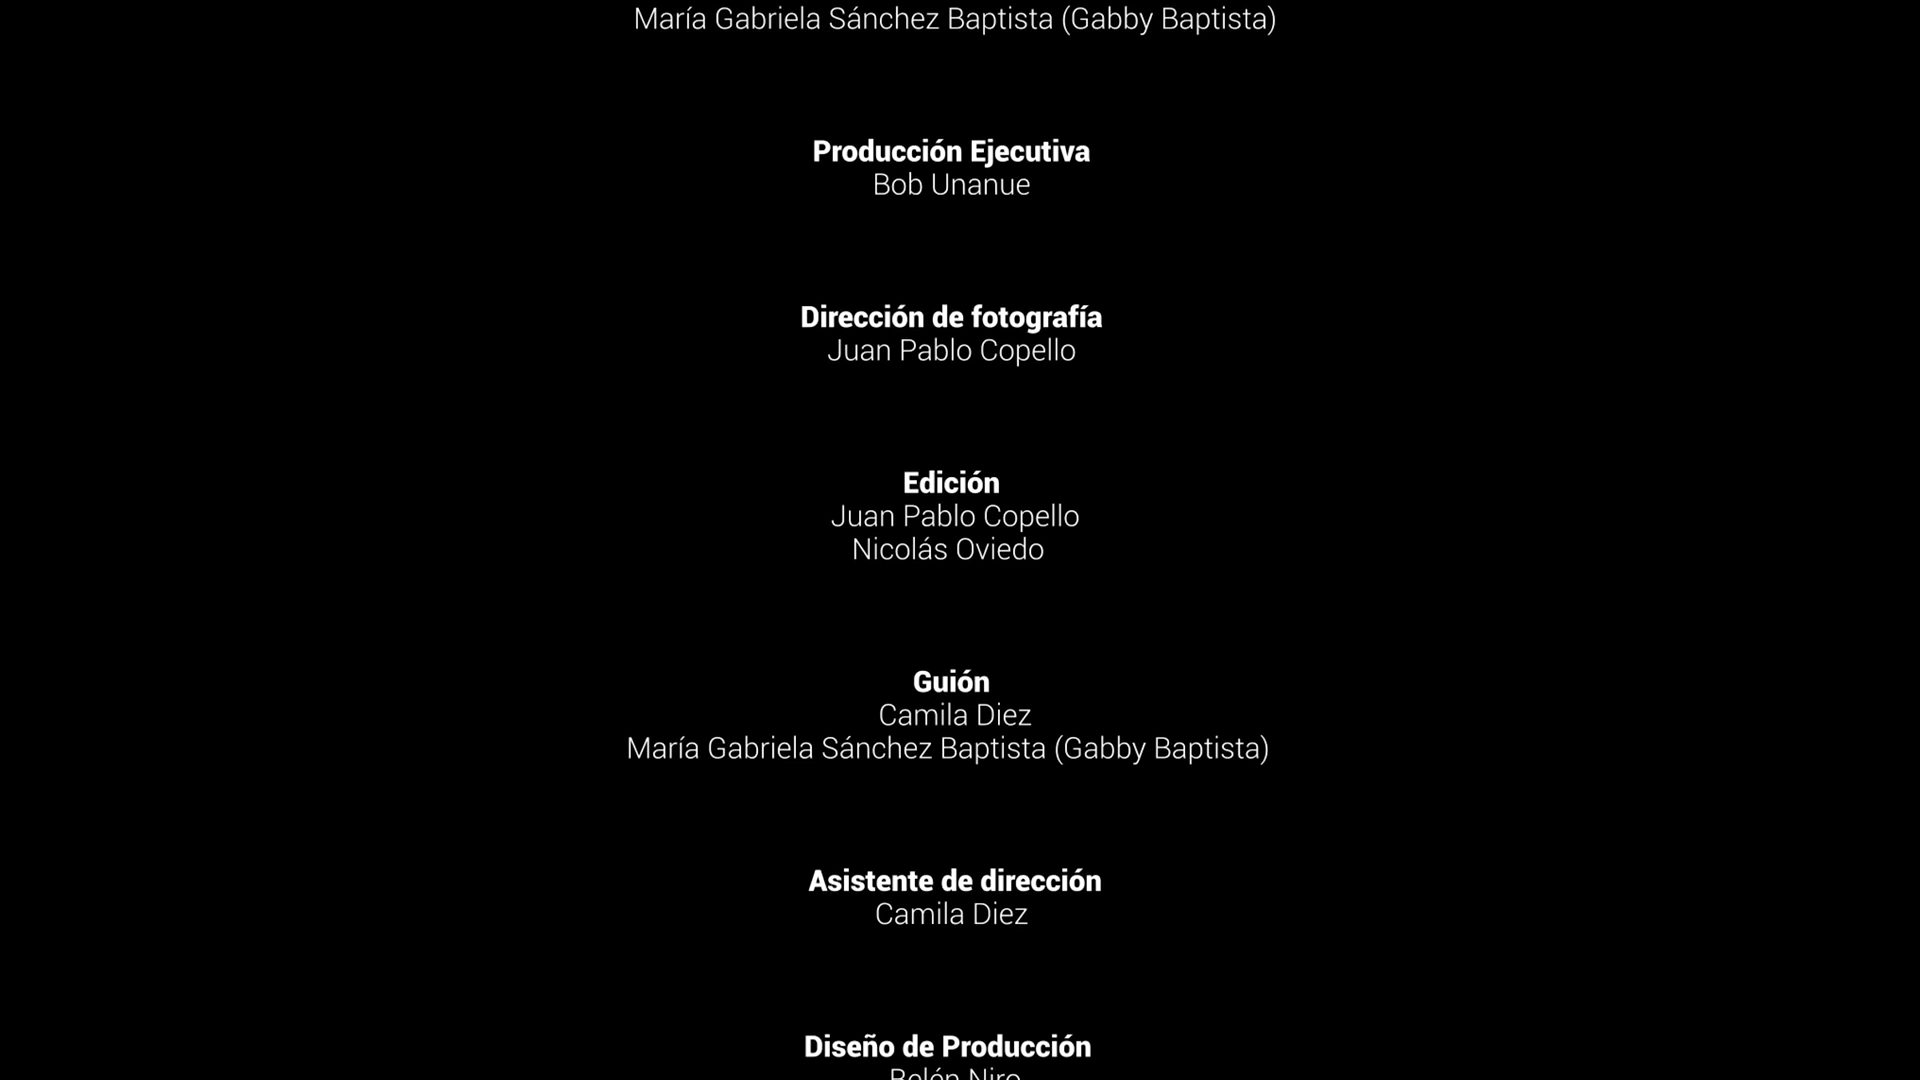 María Gabriela Sánchez Baptista (Gabby Baptista)
Producción Ejecutiva
Bob Unanue
Dirección de fotografía
Juan Pablo Copello
Edición
Juan Pablo Copello
Nicolás Oviedo
Guión
Camila Diez
María Gabriela Sánchez Baptista (Gabby Baptista)
Asistente de dirección
Camila Diez
Diseño de Producción
Belén Niro